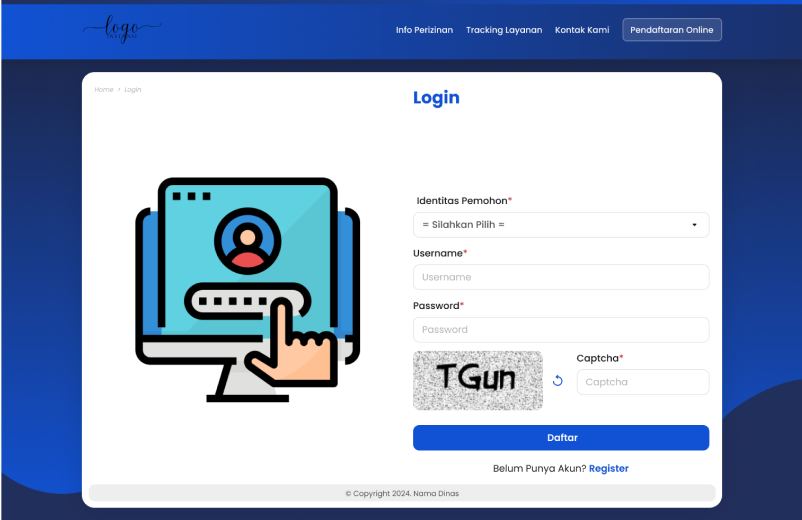 logo
Info Perizinan
Tracking Layanan
Kontak Kami
Pendaftaran Online
Home › Login
Login
Identitas Pemohon*
= Silahkan Pilih =
Username*
Username
Password*
Password
TGun
Captcha*
Captcha
Daftar
Belum Punya Akun? Register
© Copyright 2024. Nama Dinas